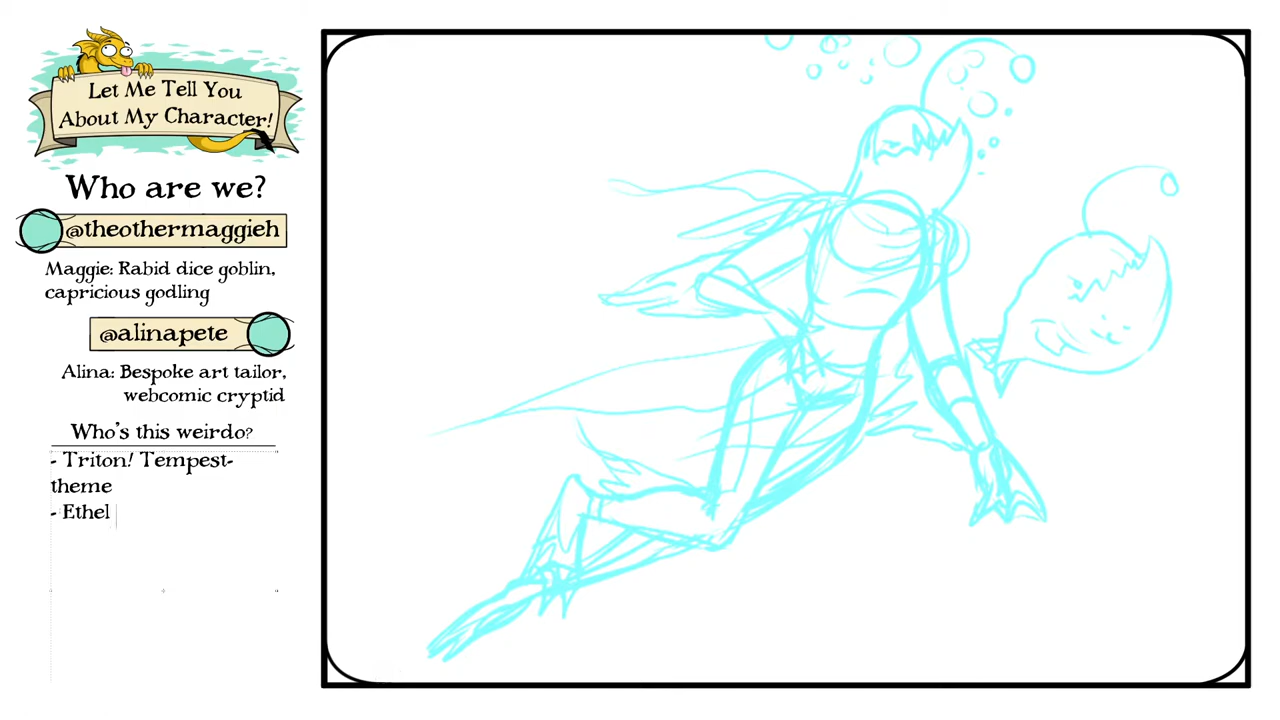 Let Me Tell You
About My Character!
Who are we?
@theothermaggieh
Maggie: Rabid dice goblin,
capricious godling
@alinapete
Alina: Bespoke art tailor,
webcomic cryptid
Who's this weirdo?
- Triton! Tempest-
theme
- Ethel